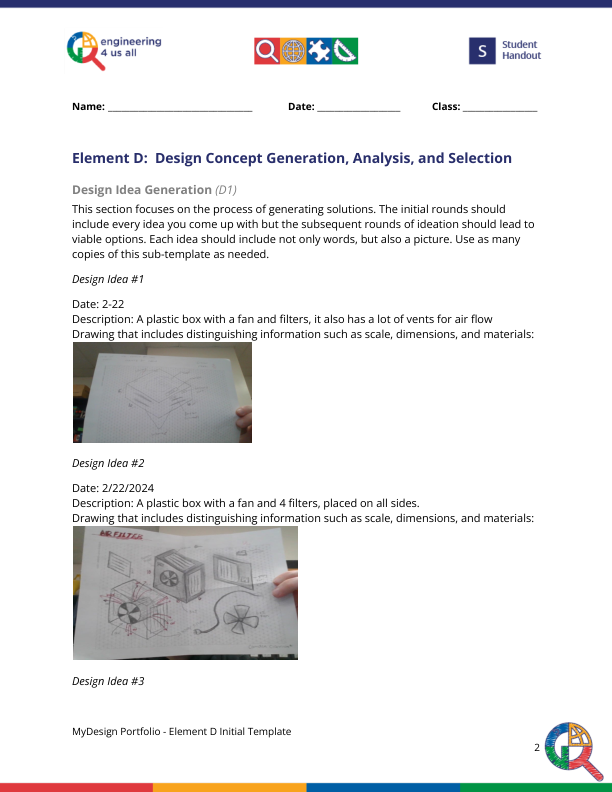 engineering
4 us all
S
Student
Handout
Name: ____________________________ Date: ________________ Class: ______________
Element D:  Design Concept Generation, Analysis, and Selection
Design Idea Generation (D1)
This section focuses on the process of generating solutions. The initial rounds should
include every idea you come up with but the subsequent rounds of ideation should lead to
viable options. Each idea should include not only words, but also a picture. Use as many
copies of this sub-template as needed.
Design Idea #1
Date: 2-22
Description: A plastic box with a fan and filters, it also has a lot of vents for air flow
Drawing that includes distinguishing information such as scale, dimensions, and materials:
Design Idea #2
Date: 2/22/2024
Description: A plastic box with a fan and 4 filters, placed on all sides.
Drawing that includes distinguishing information such as scale, dimensions, and materials:
FILTER
Design Idea #3
MyDesign Portfolio - Element D Initial Template
2